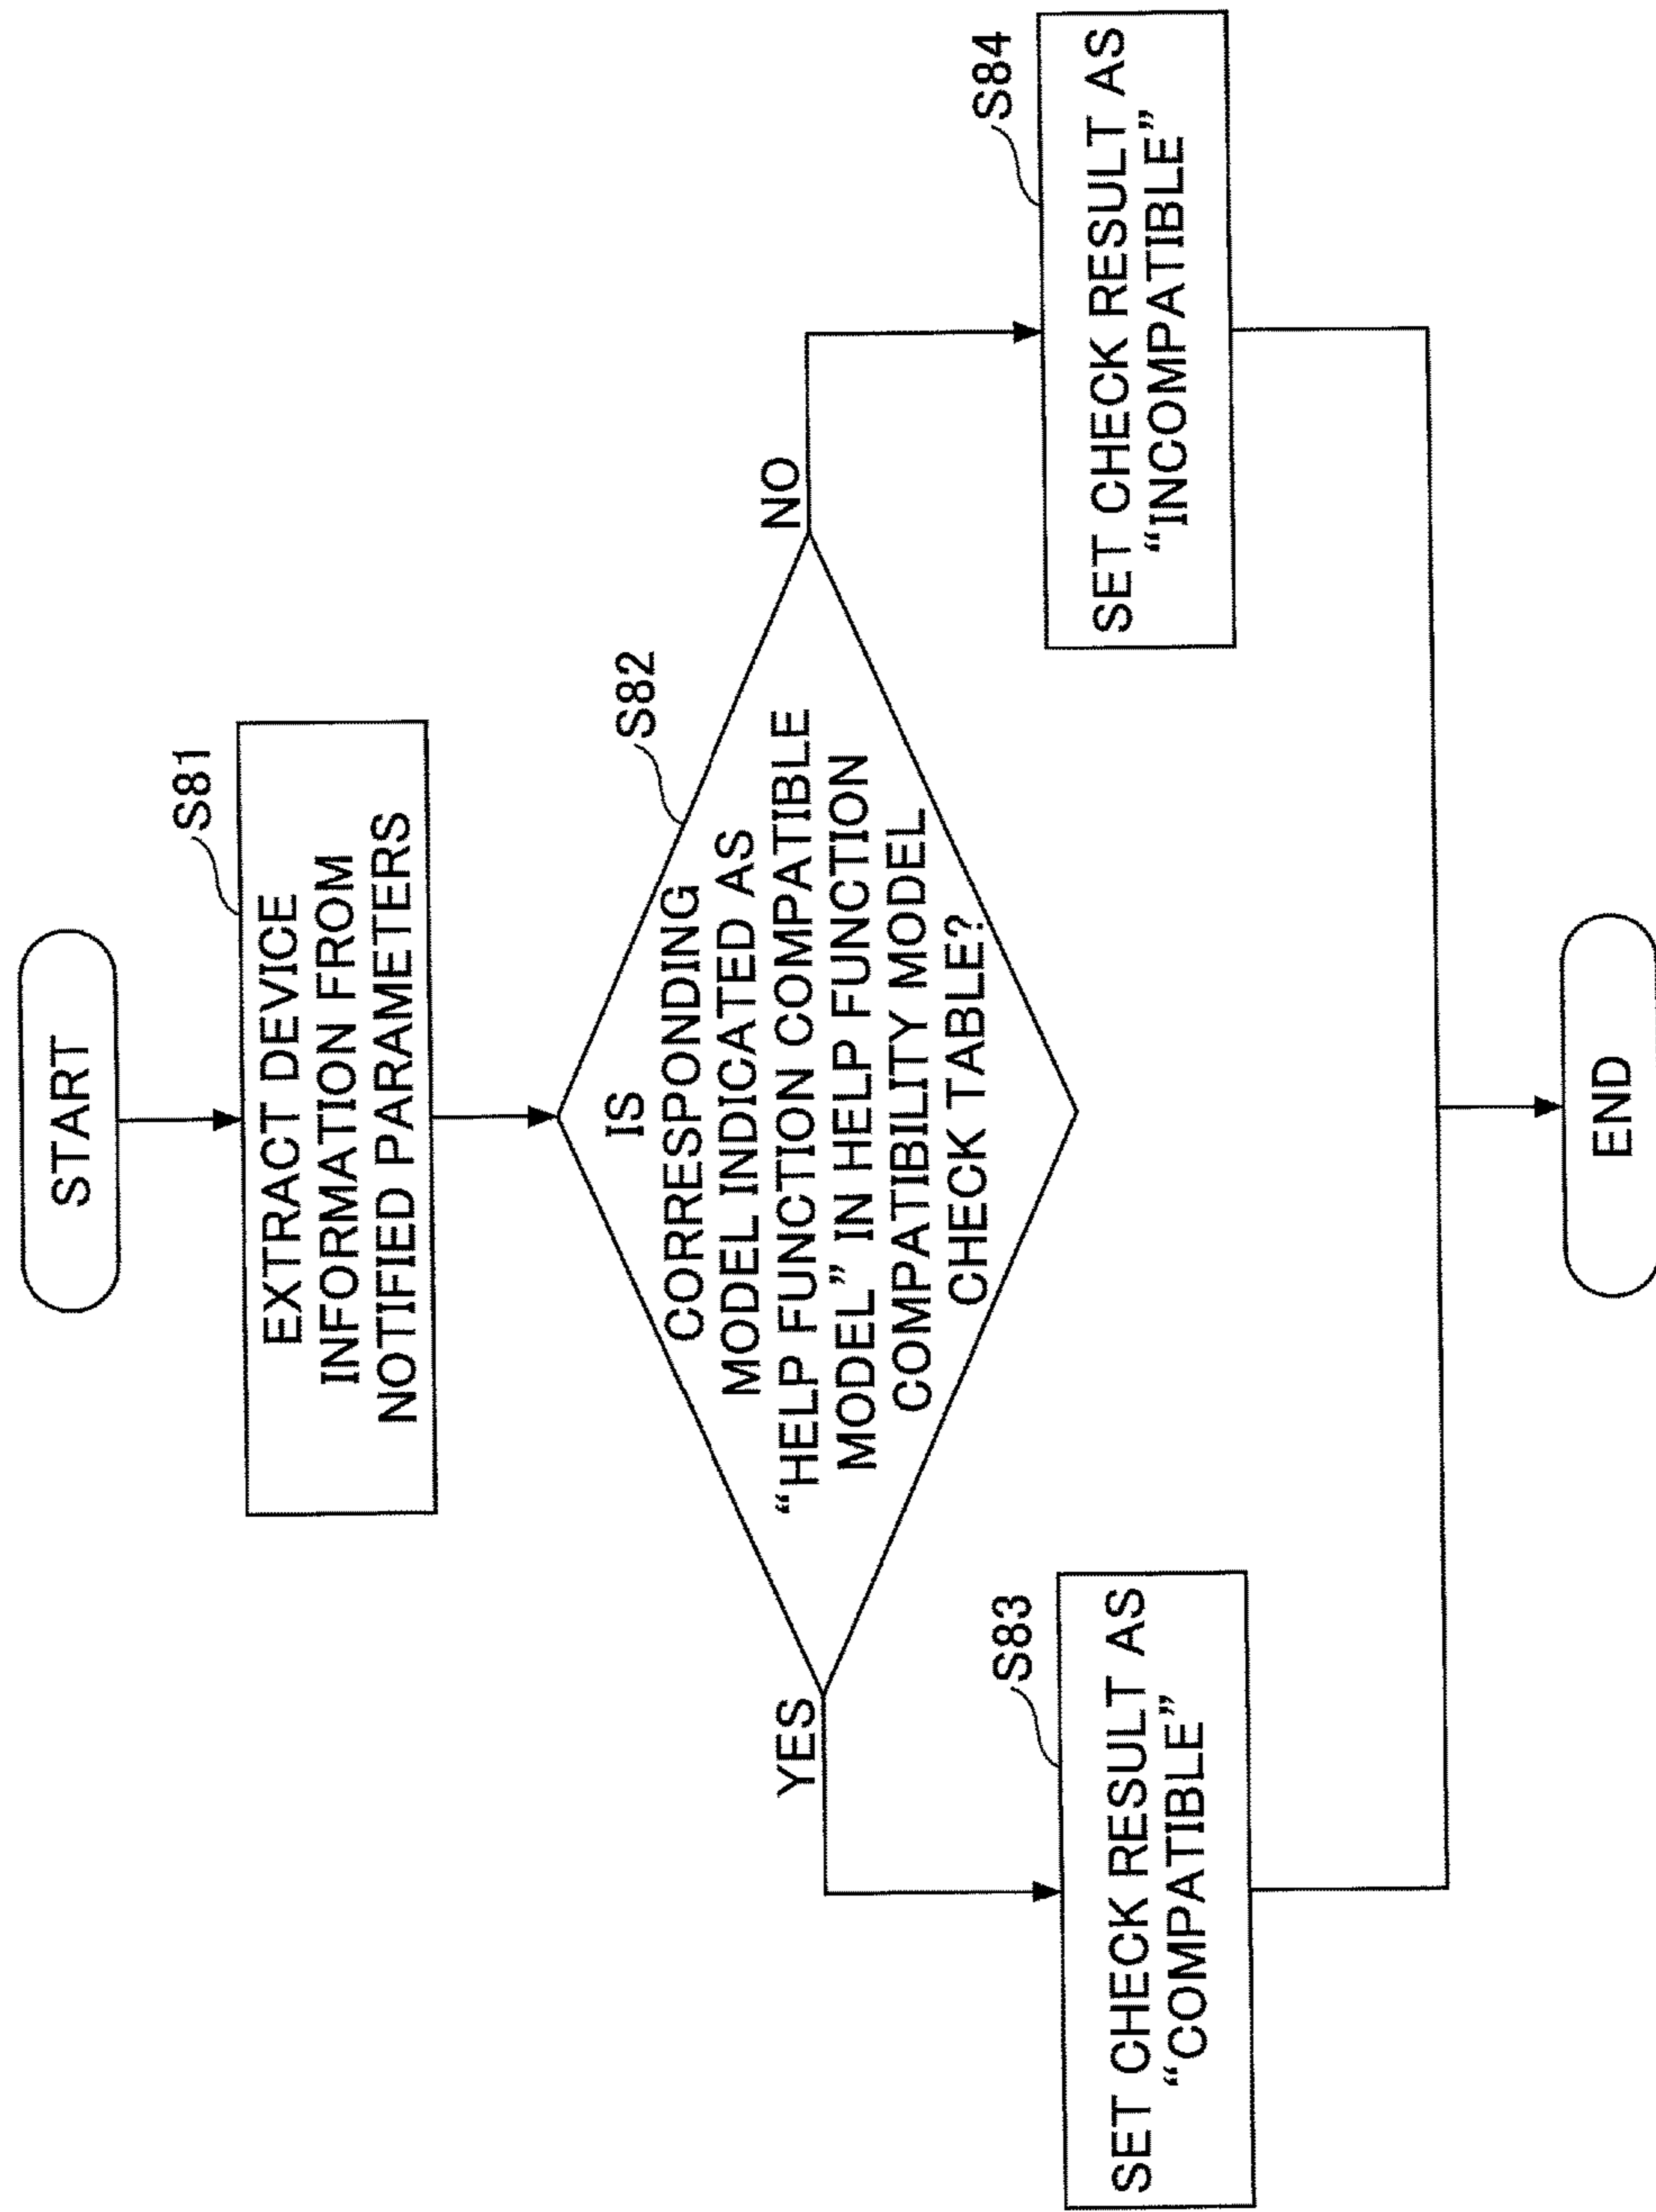 START
S81
EXTRACT DEVICE
INFORMATION FROM
NOTIFIED PARAMETERS
S82
IS
CORRESPONDING
MODEL INDICATED AS
“HELP FUNCTION COMPATIBLE
MODEL” IN HELP FUNCTION
COMPATIBILITY MODEL
CHECK TABLE?
YES
NO
S83
SET CHECK RESULT AS
“COMPATIBLE”
S84
SET CHECK RESULT AS
“INCOMPATIBLE”
END